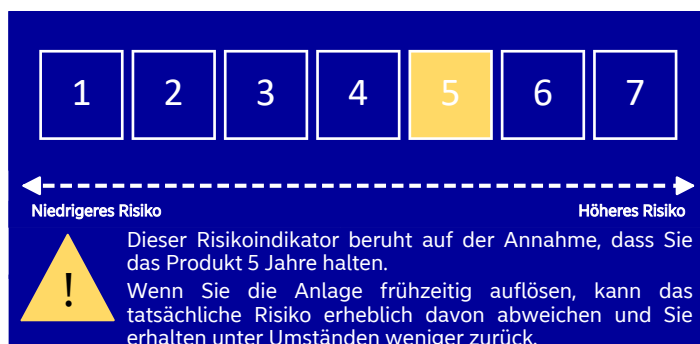 1 2 3 4 5 6 7
Niedrigeres Risiko Höheres Risiko
Dieser Risikoindikator beruht auf der Annahme, dass Sie
das Produkt 5 Jahre halten.
! Wenn Sie die Anlage frühzeitig auflösen, kann das
tatsächliche Risiko erheblich davon abweichen und Sie
erhalten unter Umständen weniger zurück.